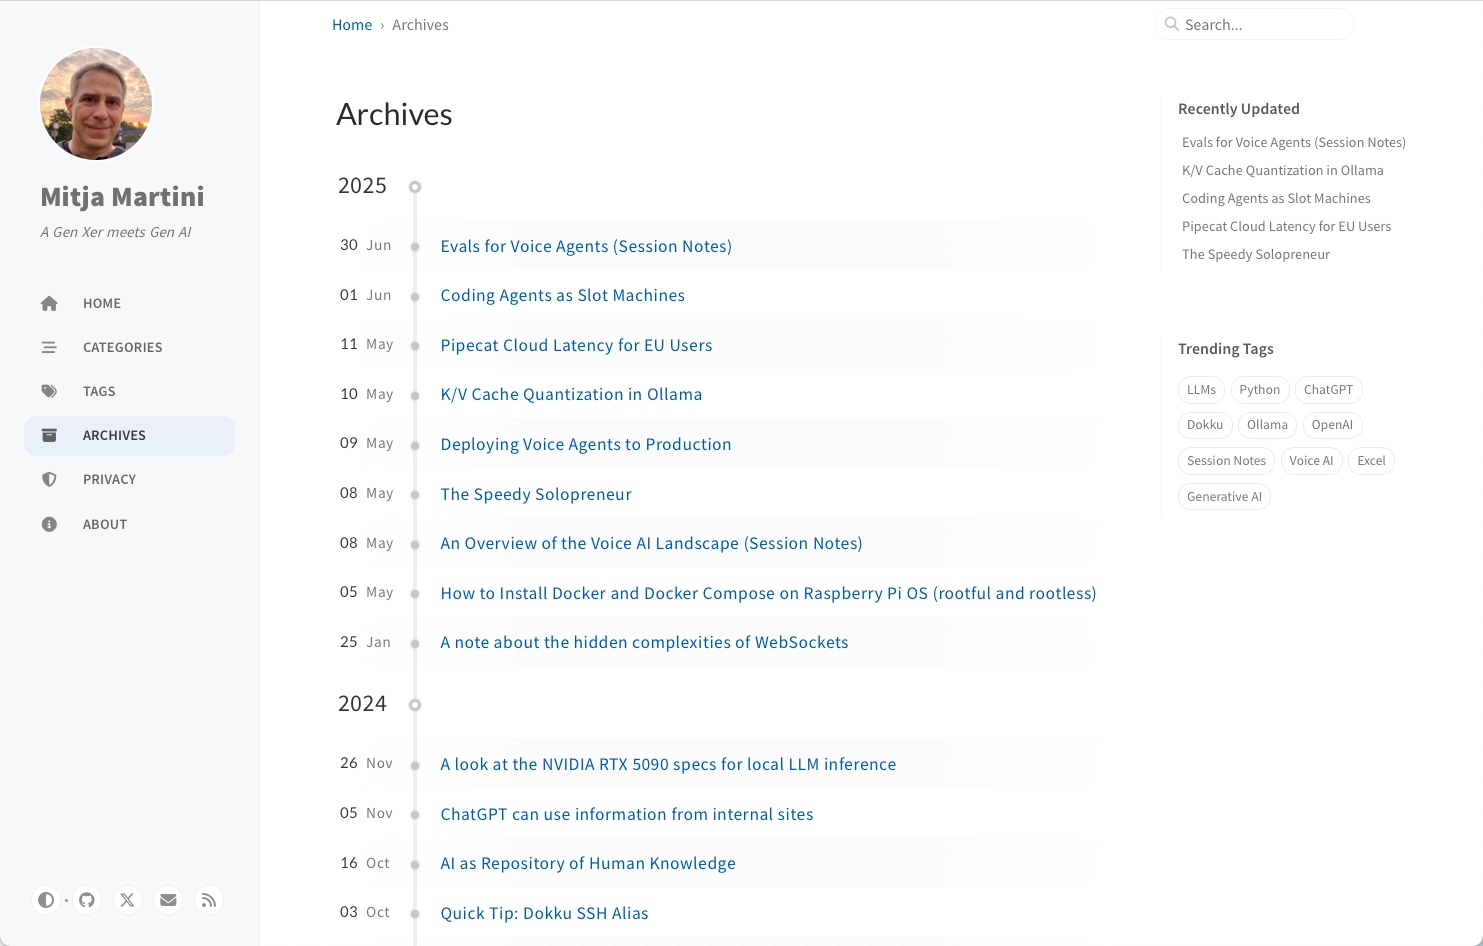 Mitja Martini
A Gen Xer meets Gen AI
HOME
CATEGORIES
TAGS
ARCHIVES
PRIVACY
ABOUT
Home › Archives
Search...
Archives
2025
30 Jun Evals for Voice Agents (Session Notes)
01 Jun Coding Agents as Slot Machines
11 May Pipecat Cloud Latency for EU Users
10 May K/V Cache Quantization in Ollama
09 May Deploying Voice Agents to Production
08 May The Speedy Solopreneur
08 May An Overview of the Voice AI Landscape (Session Notes)
05 May How to Install Docker and Docker Compose on Raspberry Pi OS (rootful and rootless)
25 Jan A note about the hidden complexities of WebSockets
2024
26 Nov A look at the NVIDIA RTX 5090 specs for local LLM inference
05 Nov ChatGPT can use information from internal sites
16 Oct AI as Repository of Human Knowledge
03 Oct Quick Tip: Dokku SSH Alias
Recently Updated
Evals for Voice Agents (Session Notes)
K/V Cache Quantization in Ollama
Coding Agents as Slot Machines
Pipecat Cloud Latency for EU Users
The Speedy Solopreneur
Trending Tags
LLMs Python ChatGPT
Dokku Ollama OpenAI
Session Notes Voice AI Excel
Generative AI